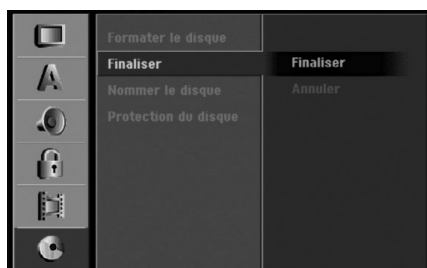 Formater le disque
Finaliser
Finaliser
Nommer le disque
Annuler
Protection du disque